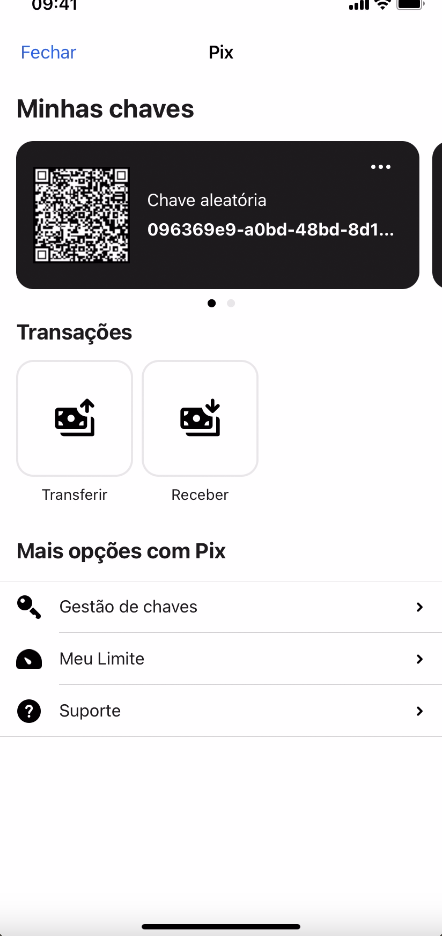 09:41
Fechar
Pix
Minhas chaves
Chave aleatória
096369e9-a0bd-48bd-8d1...
Transações
Transferir
Receber
Mais opções com Pix
Gestão de chaves
Meu Limite
Suporte